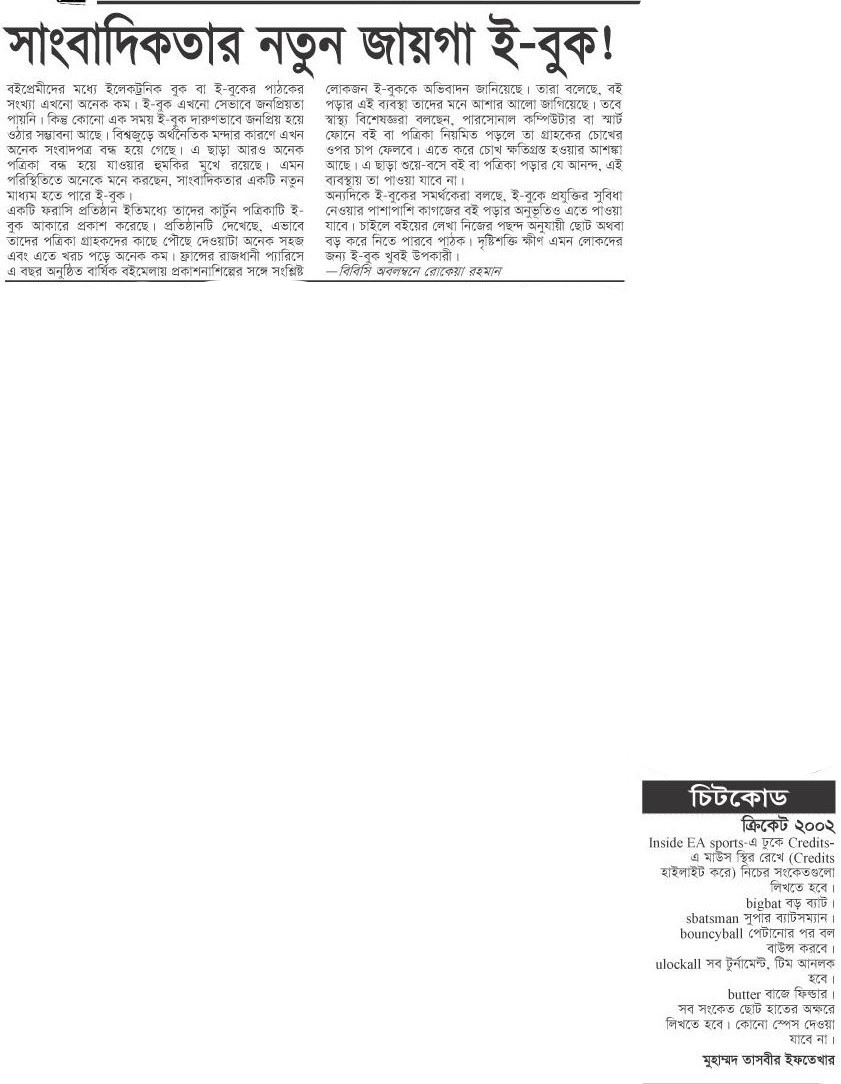 সাংবাদিকতার নতুন জায়গা ই-বুক!
বইপ্রেমীদের মধ্যে ইলেকট্রনিক বুক বা ই-বুকের পাঠকের
সংখ্যা এখনো অনেক কম। ই-বুক এখনো সেভাবে জনপ্রিয়তা
পায়নি। কিন্তু কোনো এক সময় ই-বুক দারুণভাবে জনপ্রিয় হয়ে
ওঠার সম্ভাবনা আছে। বিশ্বজুড়ে অর্থনৈতিক মন্দার কারণে এখন
অনেক সংবাদপত্র বন্ধ হয়ে গেছে। এ ছাড়া আরও অনেক
পত্রিকা বন্ধ হয়ে যাওয়ার হুমকির মুখে রয়েছে। এমন
পরিস্থিতিতে অনেকে মনে করছেন, সাংবাদিকতার একটি নতুন
মাধ্যম হতে পারে ই-বুক।
একটি ফরাসি প্রতিষ্ঠান ইতিমধ্যে তাদের কার্টুন পত্রিকাটি ই-
বুক আকারে প্রকাশ করেছে। প্রতিষ্ঠানটি দেখেছে, এভাবে
তাদের পত্রিকা গ্রাহকদের কাছে পৌছে দেওয়াটা অনেক সহজ
এবং এতে খরচ পড়ে অনেক কম। ফ্রান্সের রাজধানী প্যারিসে
এ বছর অনুষ্ঠিত বার্ষিক বইমেলায় প্রকাশনাশিল্পের সঙ্গে সংশ্লিষ্ট
লোকজন ই-বুককে অভিবাদন জানিয়েছে। তারা বলেছে, বই
পড়ার এই ব্যবস্থা তাদের মনে আশার আলো জাগিয়েছে। তবে
স্বাস্থ্য বিশেষজ্ঞরা বলছেন, পারসোনাল কম্পিউটার বা স্মার্ট
ফোনে বই বা পত্রিকা নিয়মিত পড়লে তা গ্রাহকের চোখের
ওপর চাপ ফেলবে। এতে করে চোখ ক্ষতিগ্রস্ত হওয়ার আশঙ্কা
আছে। এ ছাড়া শুয়ে-বসে বই বা পত্রিকা পড়ার যে আনন্দ, এই
ব্যবস্থায় তা পাওয়া যাবে না।
অন্যদিকে ই-বুকের সমর্থকেরা বলছে, ই-বুকে প্রযুক্তির সুবিধা
নেওয়ার পাশাপাশি কাগজের বই পড়ার অনুভূতিও এতে পাওয়া
যাবে। চাইলে বইয়ের লেখা নিজের পছন্দ অনুযায়ী ছোট অথবা
বড় করে নিতে পারবে পাঠক। দৃষ্টিশক্তি ক্ষীণ এমন লোকদের
জন্য ই-বুক খুবই উপকারী।
—বিবিসি অবলম্বনে রোকেয়া রহমান
চিটকোড
ক্রিকেট ২০০২
Inside EA sports-এ ঢুকে Credits-
এ মাউস স্থির রেখে (Credits
হাইলাইট করে) নিচের সংকেতগুলো
লিখতে হবে।
bigbat বড় ব্যাট।
sbatsman সুপার ব্যাটসম্যান।
bouncyball পেটানোর পর বল
বাউন্স করবে।
ulockall সব টুর্নামেন্ট, টিম আনলক
হবে।
butter বাজে ফিল্ডার।
সব সংকেত ছোট হাতের অক্ষরে
লিখতে হবে। কোনো স্পেস দেওয়া
যাবে না।
মুহাম্মদ তাসবীর ইফতেখার